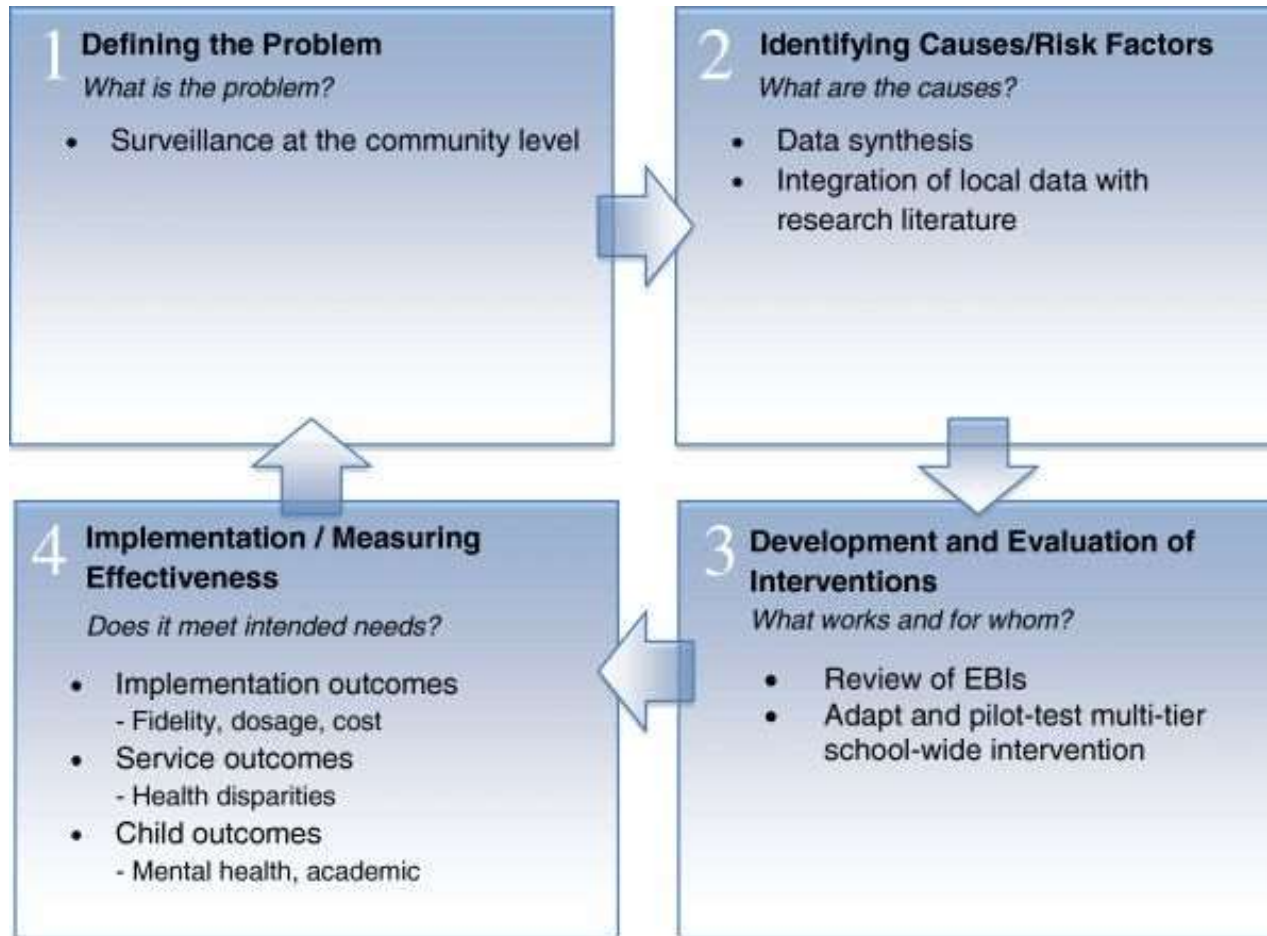 1 Defining the Problem
What is the problem?
• Surveillance at the community level
2 Identifying Causes/Risk Factors
What are the causes?
• Data synthesis
• Integration of local data with
research literature
3 Development and Evaluation of
Interventions
What works and for whom?
• Review of EBIs
• Adapt and pilot-test multi-tier
school-wide intervention
4 Implementation / Measuring
Effectiveness
Does it meet intended needs?
• Implementation outcomes
- Fidelity, dosage, cost
• Service outcomes
- Health disparities
• Child outcomes
- Mental health, academic